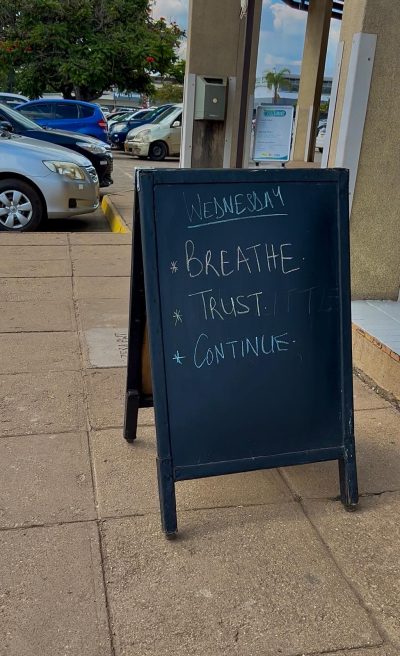 WEDNESDAY
* BREATHE.
* TRUST.
* CONTINUE.